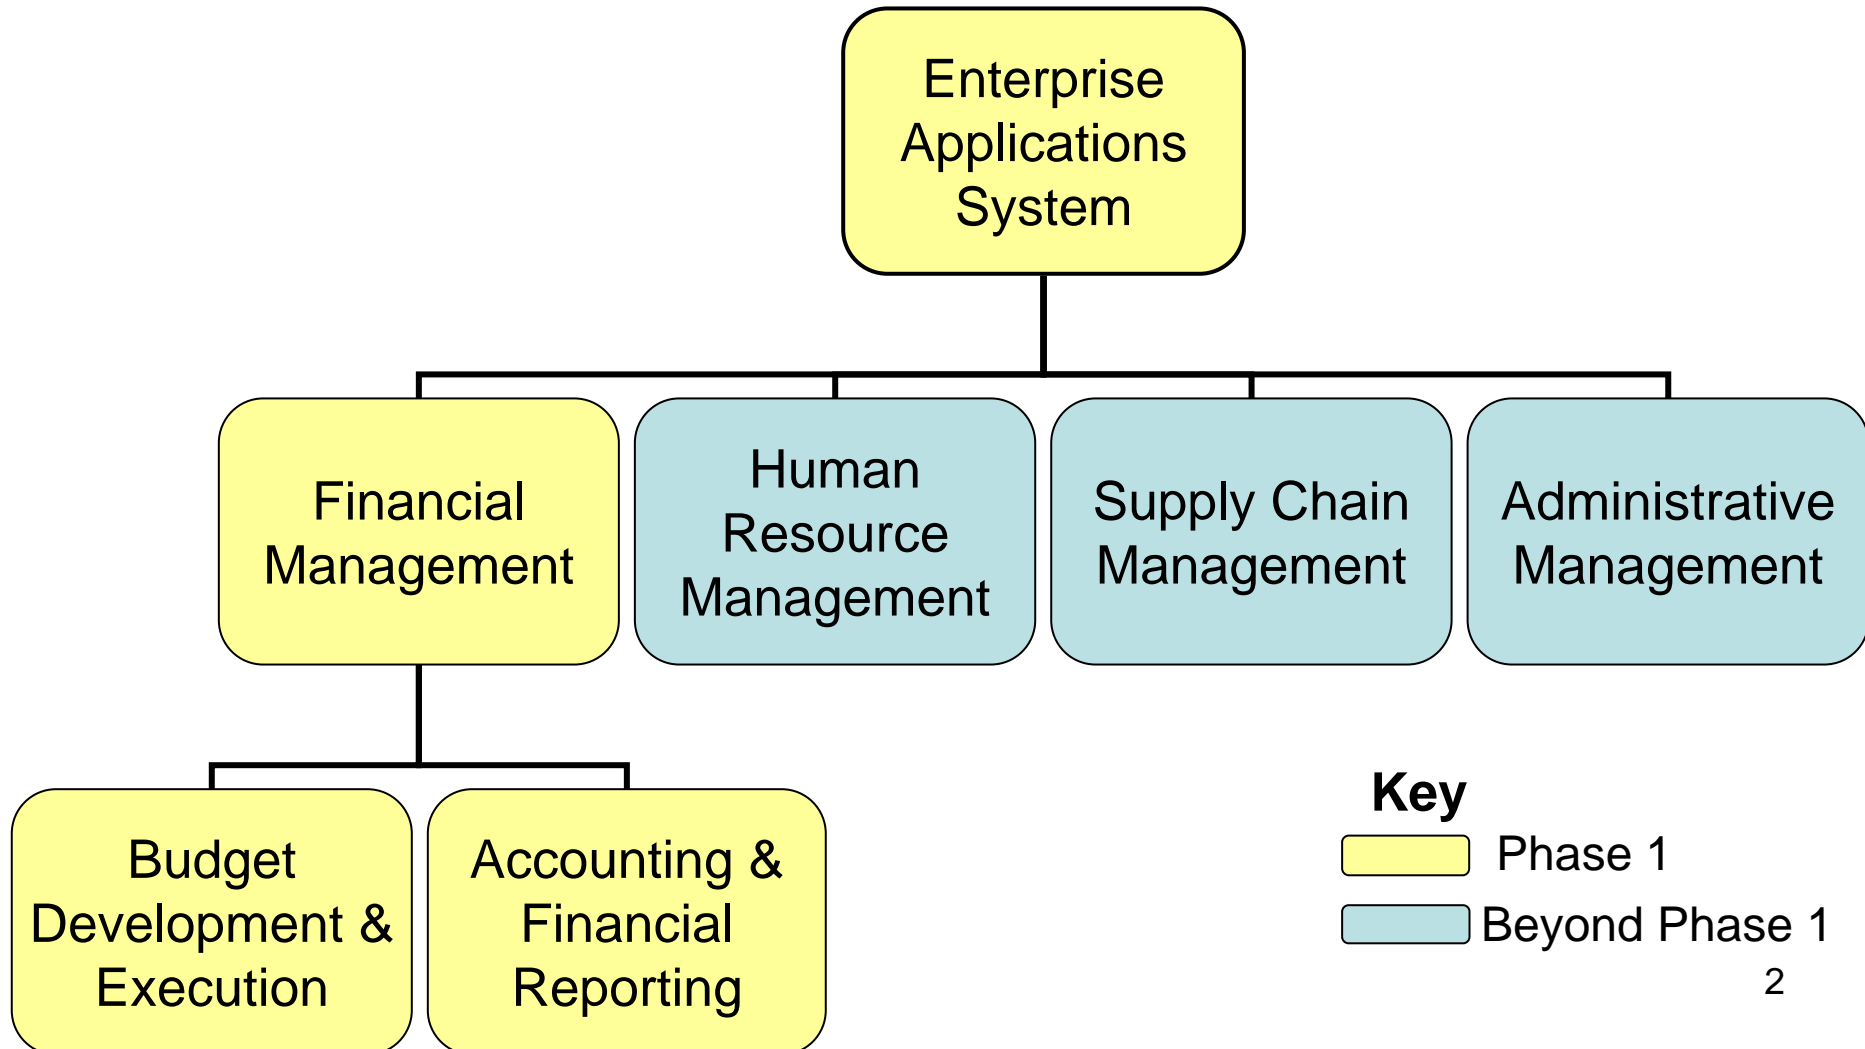 Enterprise
Applications
System
Financial
Management
Human
Resource
Management
Supply Chain
Management
Administrative
Management
Budget
Development &
Execution
Accounting &
Financial
Reporting
Key
Phase 1
Beyond Phase 1
2